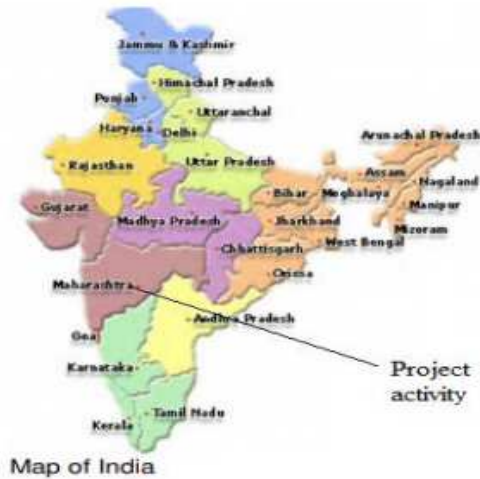 Jammu & Kashmir
Himachal Pradesh
Punjab
Uttaranchal
Haryana
Delhi
Arunachal Pradesh
Rajasthan
Uttar Pradesh
Assam
Nagaland
Bihar
Meghalaya
Manipur
Gujarat
Madhya Pradesh
Jharkhand
Mizoram
Chhattisgarh
West Bengal
Orissa
Maharashtra
Andhra Pradesh
Goa
Karnataka
Project
activity
Tamil Nadu
Kerala
Map of India